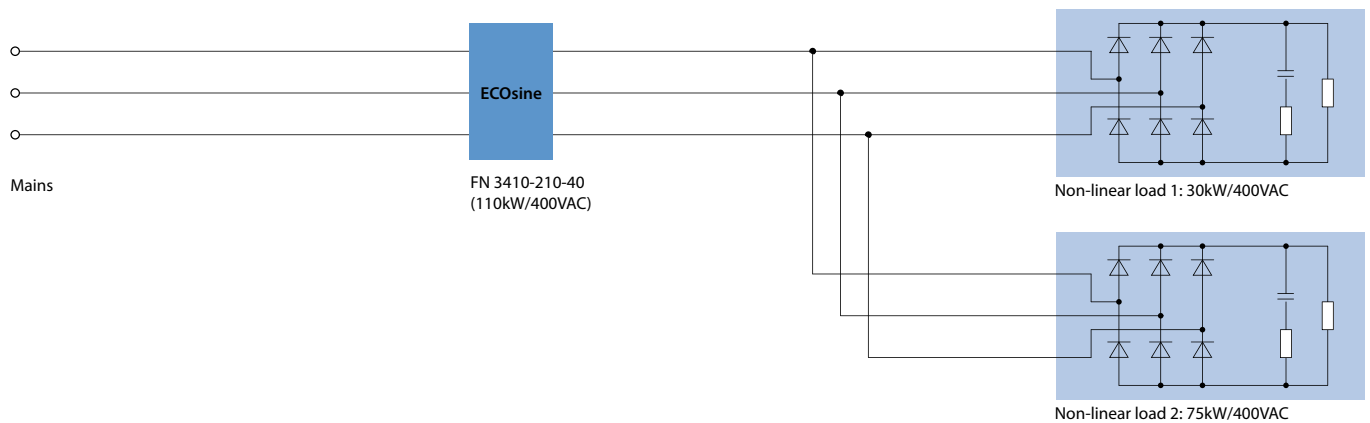 ECOsine
Mains
FN 3410-210-40
(110kW/400VAC)
Non-linear load 1: 30kW/400VAC
Non-linear load 2: 75kW/400VAC